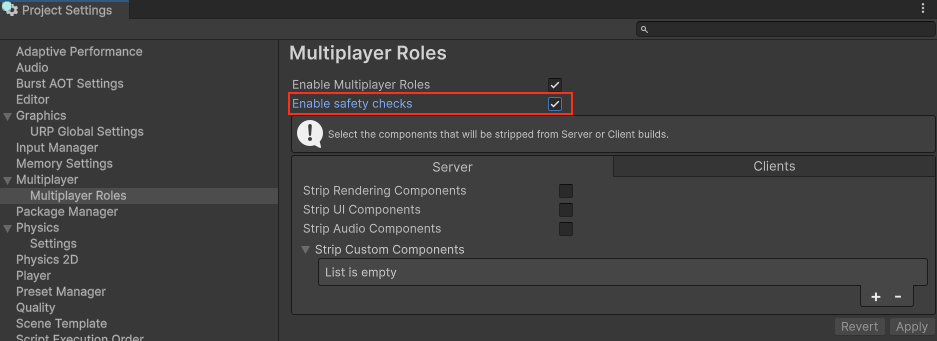 Project Settings
Adaptive Performance
Audio
Burst AOT Settings
Editor
Graphics
URP Global Settings
Input Manager
Memory Settings
Multiplayer
Multiplayer Roles
Package Manager
Physics
Settings
Physics 2D
Player
Preset Manager
Quality
Scene Template
Script Execution Order
Multiplayer Roles
Enable Multiplayer Roles
Enable safety checks
Select the components that will be stripped from Server or Client builds.
Server Clients
Strip Rendering Components
Strip UI Components
Strip Audio Components
Strip Custom Components
List is empty
+ -
Revert Apply